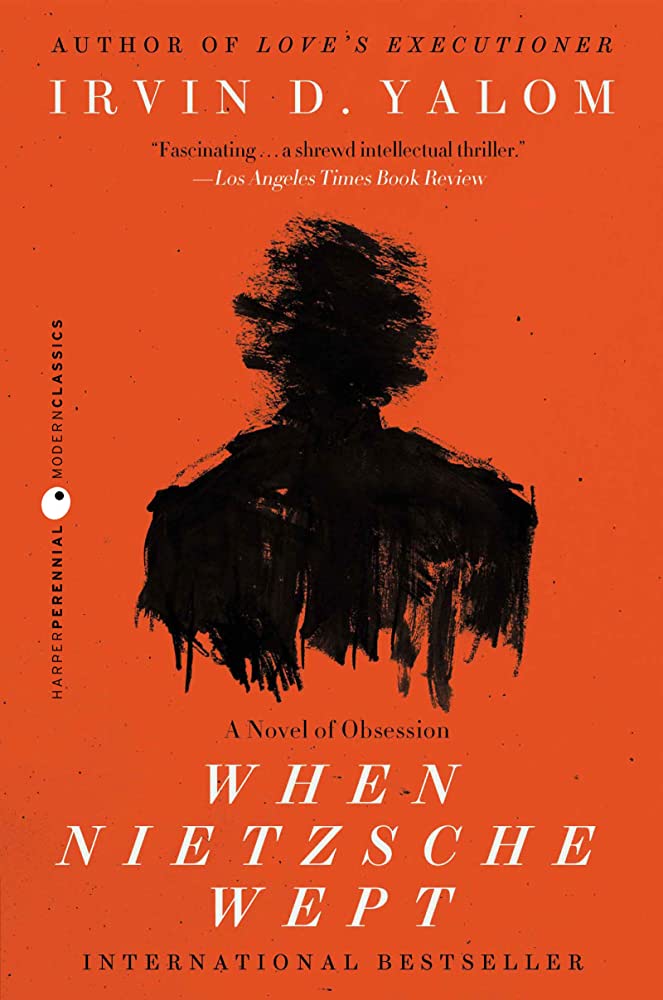 AUTHOR OF LOVE'S EXECUTIONER
IRVIN D. YALOM
“Fascinating . . . a shrewd intellectual thriller.”
—Los Angeles Times Book Review
HARPERPERENNIAL MODERNCLASSICS
A Novel of Obsession
WHEN
NIETZSCHE
WEPT
INTERNATIONAL BESTSELLER